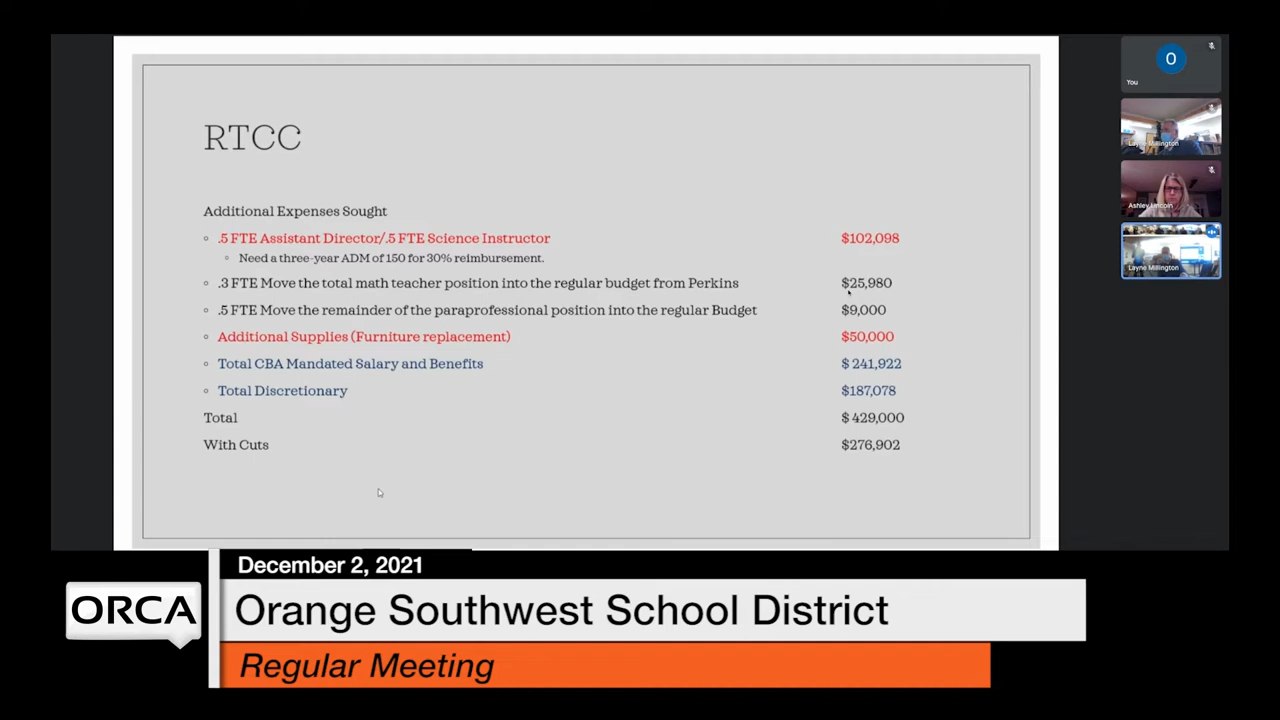 RTCC
Additional Expenses Sought
.5 FTE Assistant Director/.5 FTE Science Instructor $102,098
Need a three-year ADM of 150 for 30% reimbursement.
.3 FTE Move the total math teacher position into the regular budget from Perkins $25,980
.5 FTE Move the remainder of the paraprofessional position into the regular Budget $9,000
Additional Supplies (Furniture replacement) $50,000
Total CBA Mandated Salary and Benefits $ 241,922
Total Discretionary $187,078
Total $ 429,000
With Cuts $276,902
O
You
Layne Millington
Ashley Lincoln
Layne Millington
December 2, 2021
ORCA
Orange Southwest School District
Regular Meeting